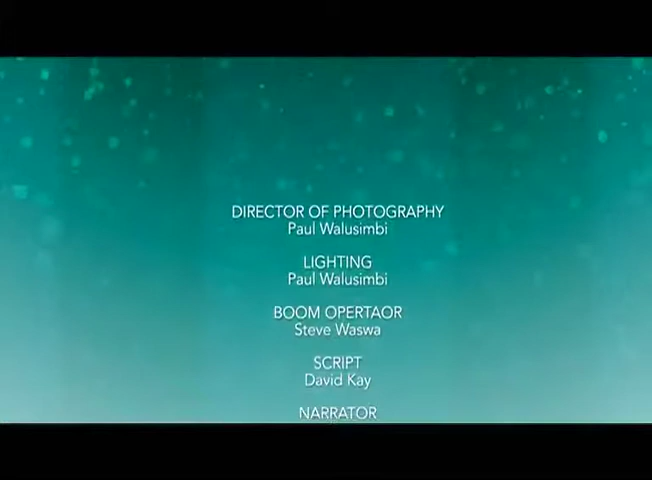 DIRECTOR OF PHOTOGRAPHY
Paul Walusimbi
LIGHTING
Paul Walusimbi
BOOM OPERTAOR
Steve Waswa
SCRIPT
David Kay
NARRATOR